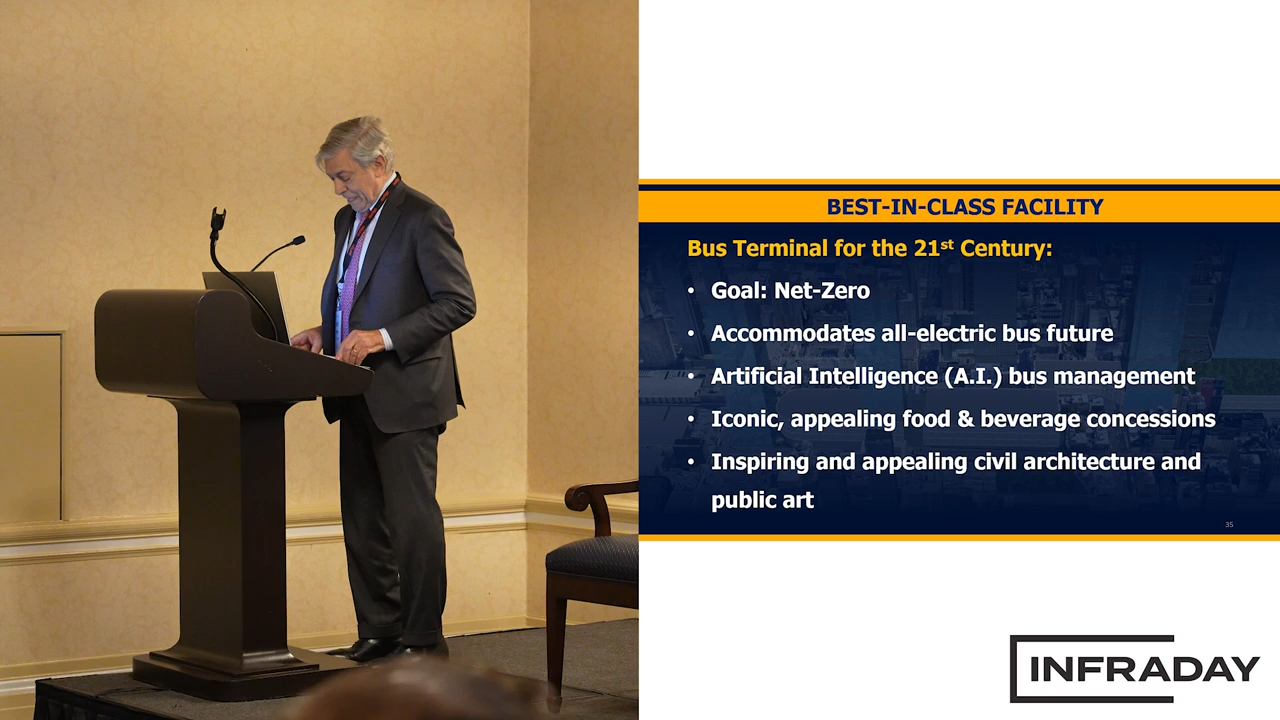 BEST-IN-CLASS FACILITY
Bus Terminal for the 21st Century:
• Goal: Net-Zero
• Accommodates all-electric bus future
• Artificial Intelligence (A.I.) bus management
• Iconic, appealing food & beverage concessions
• Inspiring and appealing civil architecture and
public art
35
INFRADAY